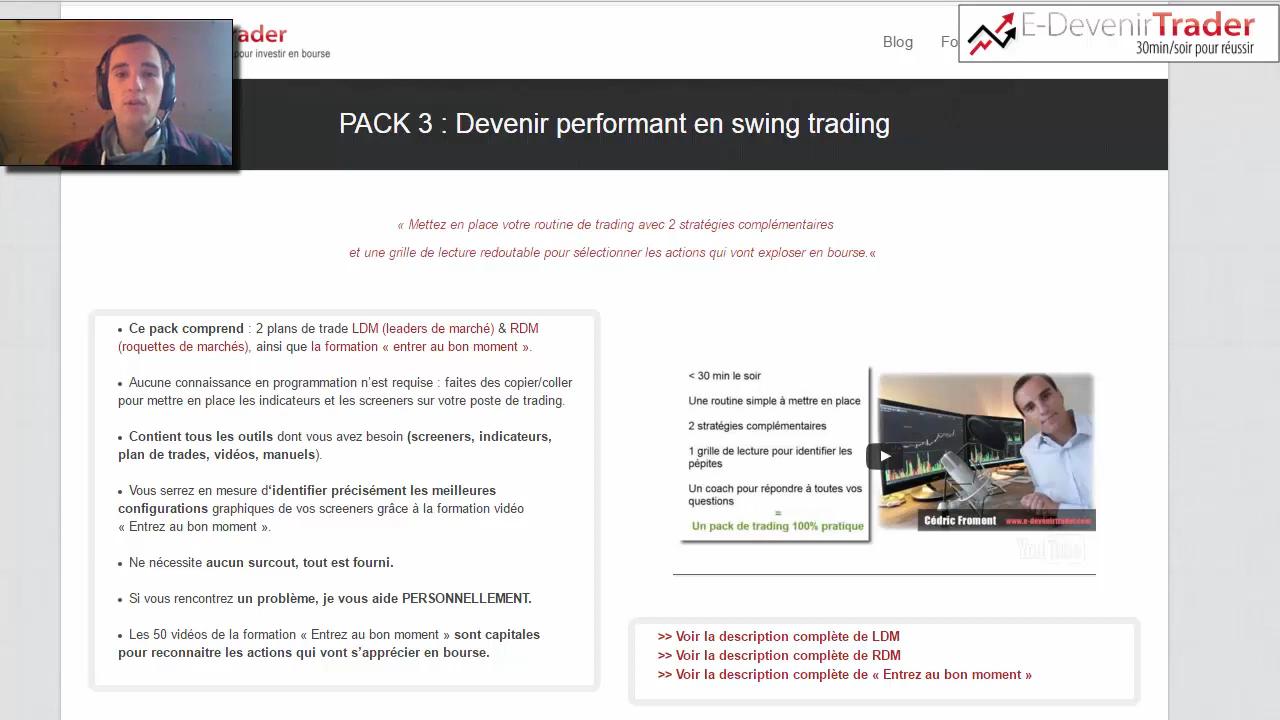 ader
pour investir en bourse
Blog
Fo
E-DevenirTrader
30min/soir pour réussir
PACK 3 : Devenir performant en swing trading
« Mettez en place votre routine de trading avec 2 stratégies complémentaires
et une grille de lecture redoutable pour sélectionner les actions qui vont exploser en bourse.«
• Ce pack comprend : 2 plans de trade LDM (leaders de marché) & RDM
(roquettes de marchés), ainsi que la formation « entrer au bon moment ».
• Aucune connaissance en programmation n’est requise : faites des copier/coller
pour mettre en place les indicateurs et les screeners sur votre poste de trading.
• Contient tous les outils dont vous avez besoin (screeners, indicateurs,
plan de trades, vidéos, manuels).
• Vous serrez en mesure d‘identifier précisément les meilleures
configurations graphiques de vos screeners grâce à la formation vidéo
« Entrez au bon moment ».
• Ne nécessite aucun surcout, tout est fourni.
• Si vous rencontrez un problème, je vous aide PERSONNELLEMENT.
• Les 50 vidéos de la formation « Entrez au bon moment » sont capitales
pour reconnaitre les actions qui vont s’apprécier en bourse.
< 30 min le soir
Une routine simple à mettre en place
2 stratégies complémentaires
1 grille de lecture pour identifier les
pépites
Un coach pour répondre à toutes vos
questions
=
Un pack de trading 100% pratique
Cédric Froment www.e-devenirtrader.com
YouTube
>> Voir la description complète de LDM
>> Voir la description complète de RDM
>> Voir la description complète de « Entrez au bon moment »